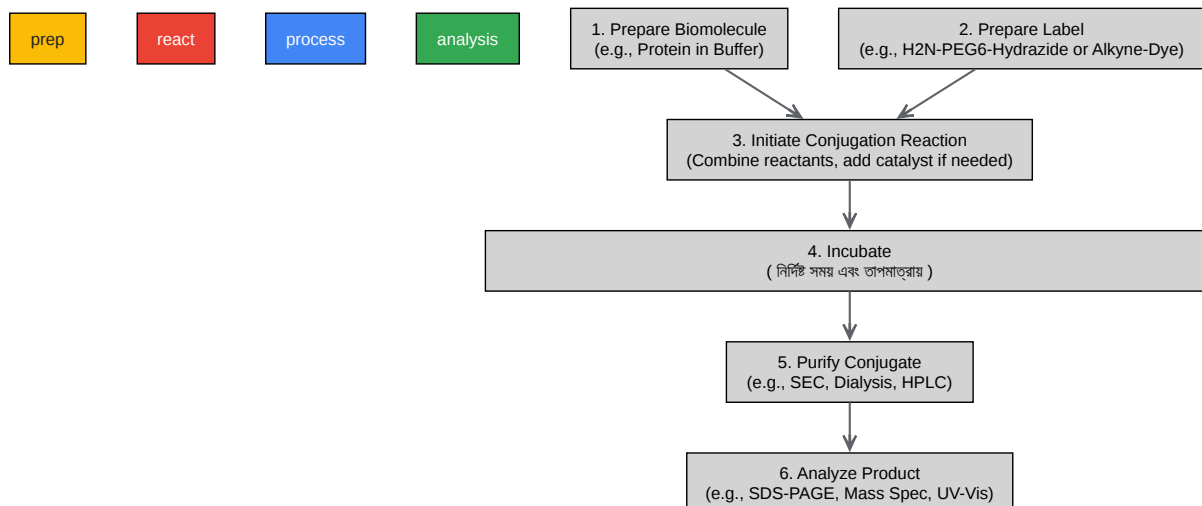 prep
react
process
analysis
1. Prepare Biomolecule
(e.g., Protein in Buffer)
2. Prepare Label
(e.g., H2N-PEG6-Hydrazide or Alkyne-Dye)
3. Initiate Conjugation Reaction
(Combine reactants, add catalyst if needed)
4. Incubate
( নির্দিষ্ট সময় এবং তাপমাত্রায় )
5. Purify Conjugate
(e.g., SEC, Dialysis, HPLC)
6. Analyze Product
(e.g., SDS-PAGE, Mass Spec, UV-Vis)